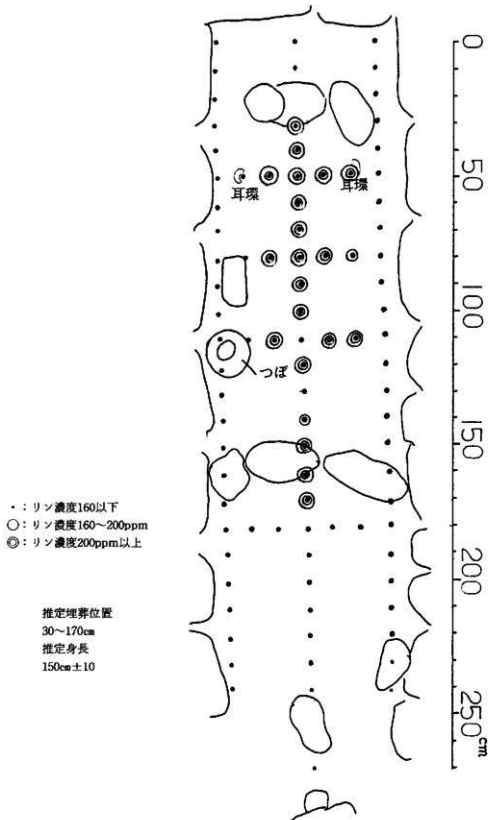 0
50
100
150
200
250cm
耳環
耳環
つぼ
・：リン濃度160以下
○：リン濃度160～200ppm
◎：リン濃度200ppm以上
推定埋葬位置
30～170cm
推定身長
150cm±10